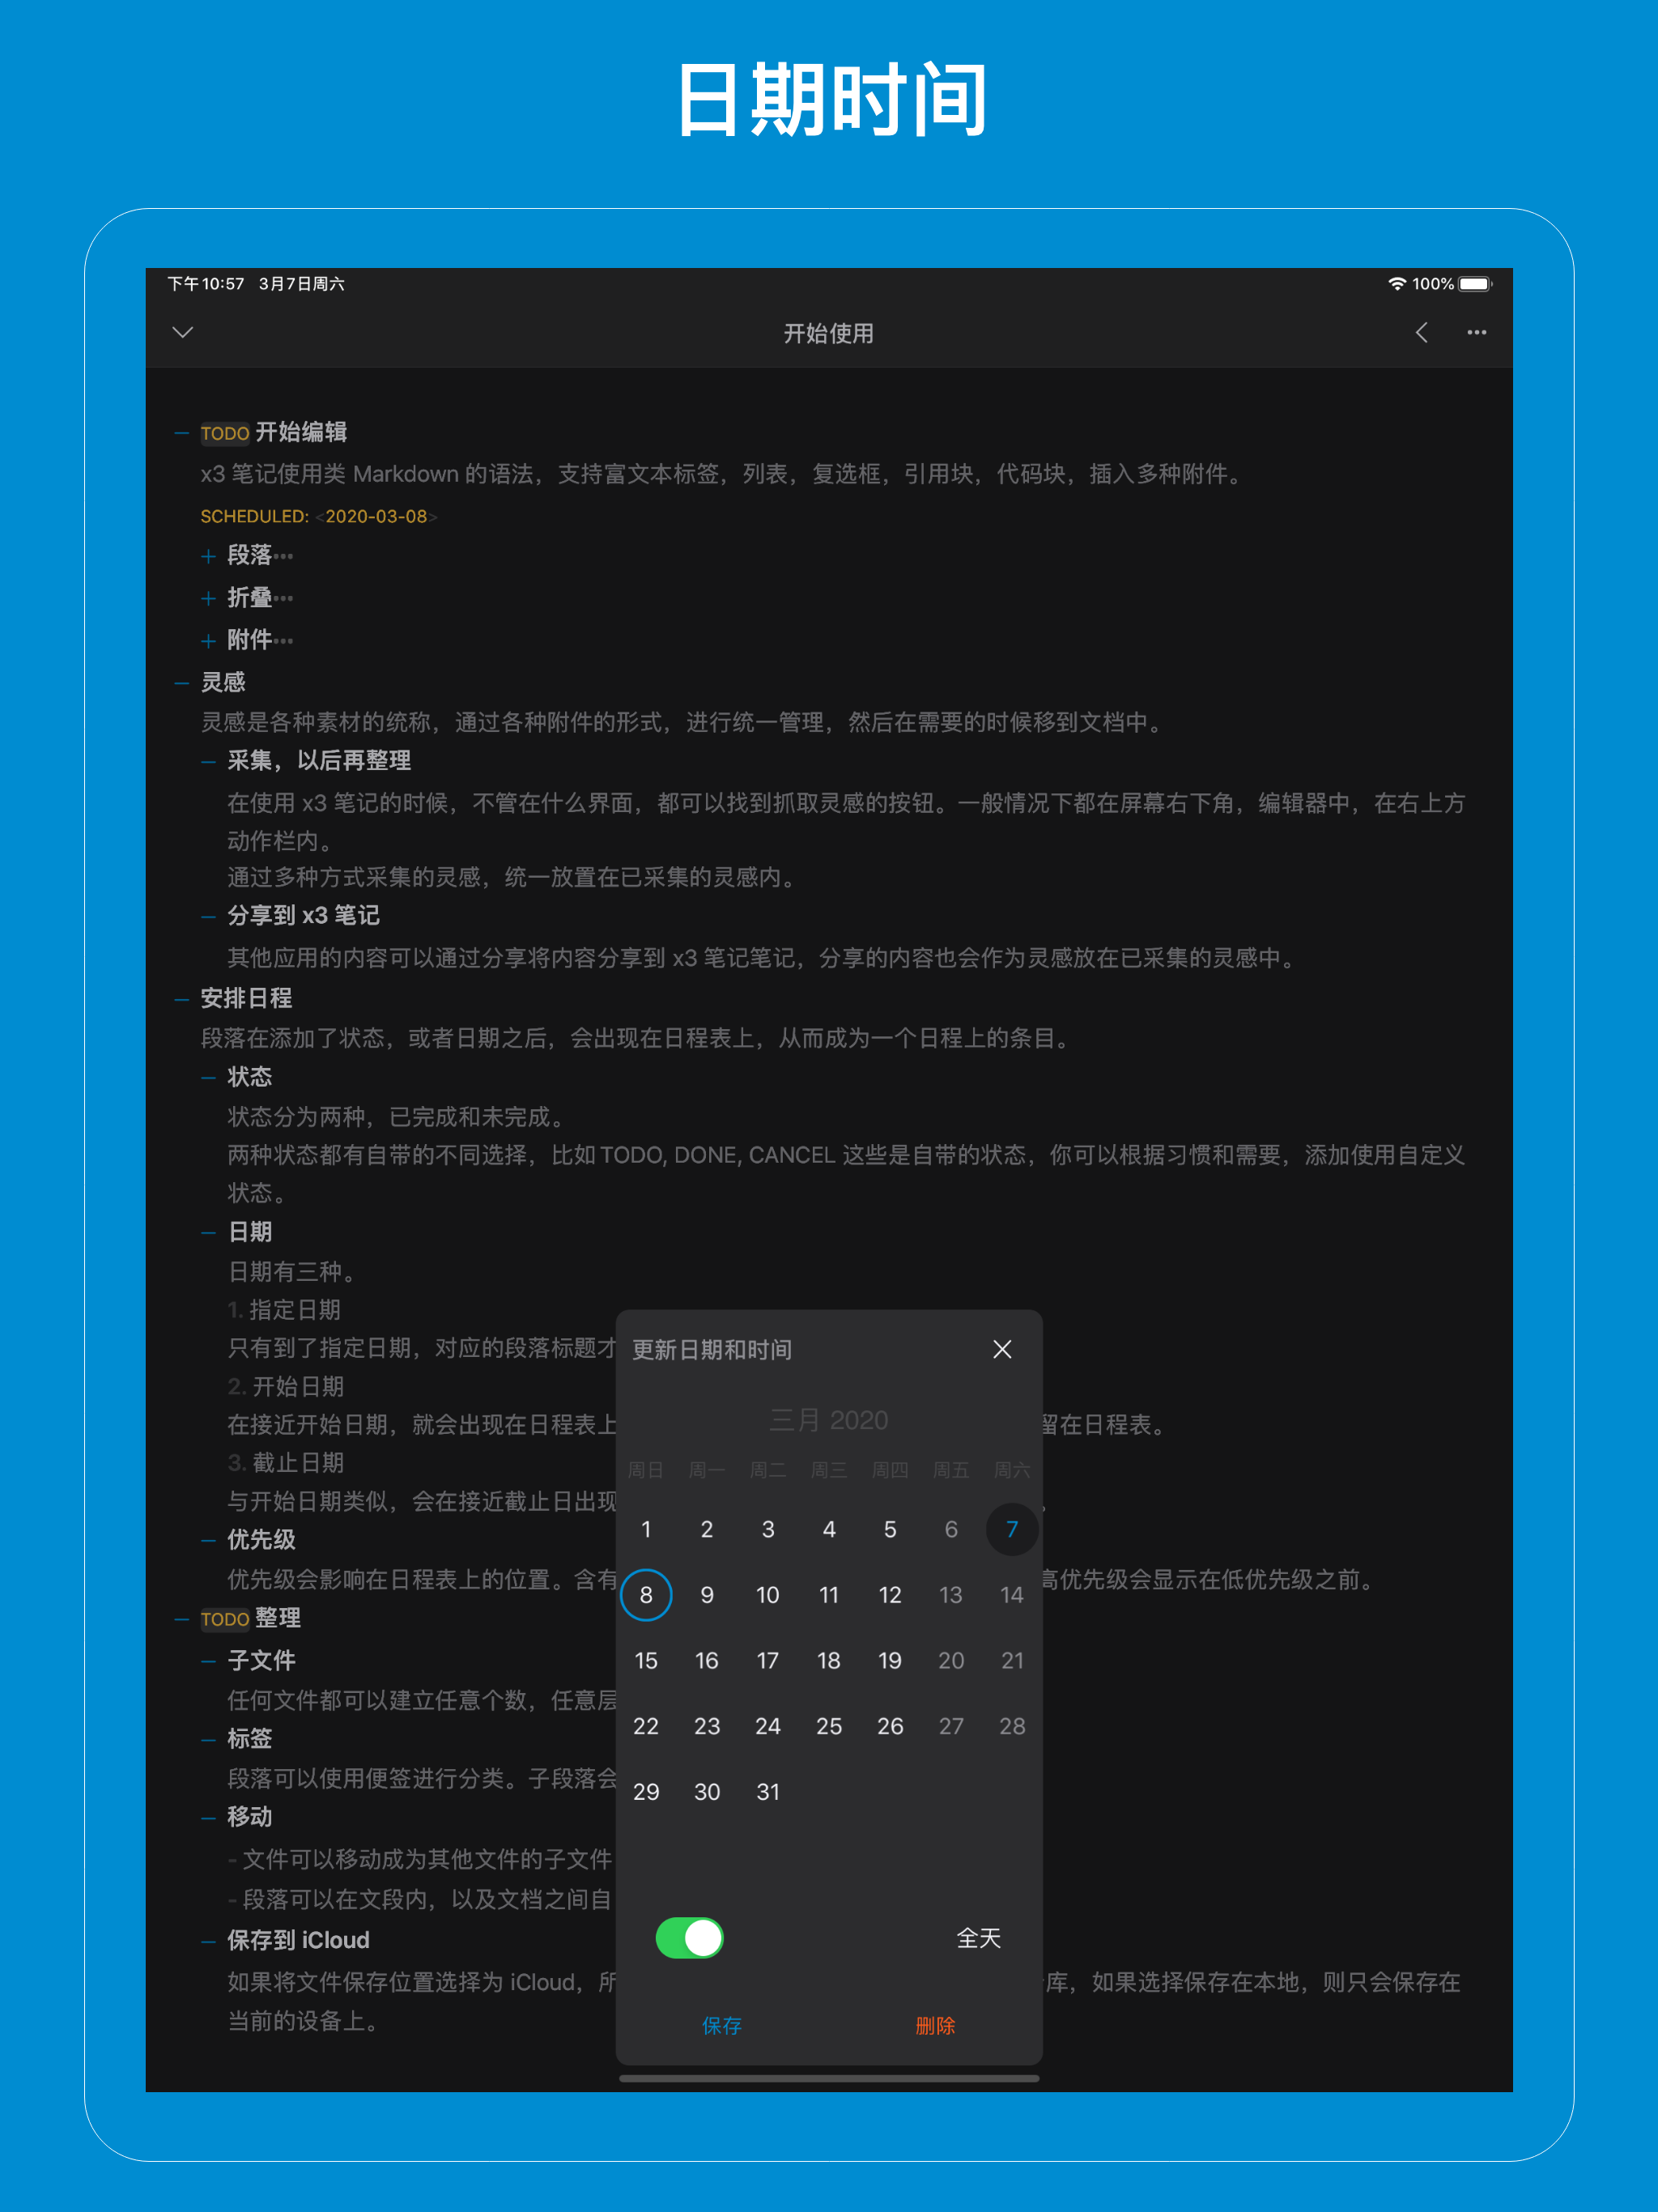 日期时间
下午10:57 3月7日周六
100%
开始使用
TODO 开始编辑
x3 笔记使用类 Markdown 的语法，支持富文本标签，列表，复选框，引用块，代码块，插入多种附件。
SCHEDULED: <2020-03-08>
段落•••
折叠•••
附件•••
灵感
灵感是各种素材的统称，通过各种附件的形式，进行统一管理，然后在需要的时候移到文档中。
采集，以后再整理
在使用 x3 笔记的时候，不管在什么界面，都可以找到抓取灵感的按钮。一般情况下都在屏幕右下角，编辑器中，在右上方
动作栏内。
通过多种方式采集的灵感，统一放置在已采集的灵感内。
分享到 x3 笔记
其他应用的内容可以通过分享将内容分享到 x3 笔记笔记，分享的内容也会作为灵感放在已采集的灵感中。
安排日程
段落在添加了状态，或者日期之后，会出现在日程表上，从而成为一个日程上的条目。
状态
状态分为两种，已完成和未完成。
两种状态都有自带的不同选择，比如 TODO, DONE, CANCEL 这些是自带的状态，你可以根据习惯和需要，添加使用自定义
状态。
日期
日期有三种。
1. 指定日期
只有到了指定日期，对应的段落标题才
2. 开始日期
在接近开始日期，就会出现在日程表上 留在日程表。
3. 截止日期
与开始日期类似，会在接近截止日出现 。
优先级
优先级会影响在日程表上的位置。含有 高优先级会显示在低优先级之前。
TODO 整理
子文件
任何文件都可以建立任意个数，任意层
标签
段落可以使用便签进行分类。子段落会
移动
- 文件可以移动成为其他文件的子文件
- 段落可以在文段内，以及文档之间自
保存到 iCloud
如果将文件保存位置选择为 iCloud，所 库，如果选择保存在本地，则只会保存在
当前的设备上。
更新日期和时间
三月 2020
周日 周一 周二 周三 周四 周五 周六
1 2 3 4 5 6 7
8 9 10 11 12 13 14
15 16 17 18 19 20 21
22 23 24 25 26 27 28
29 30 31
全天
保存 删除